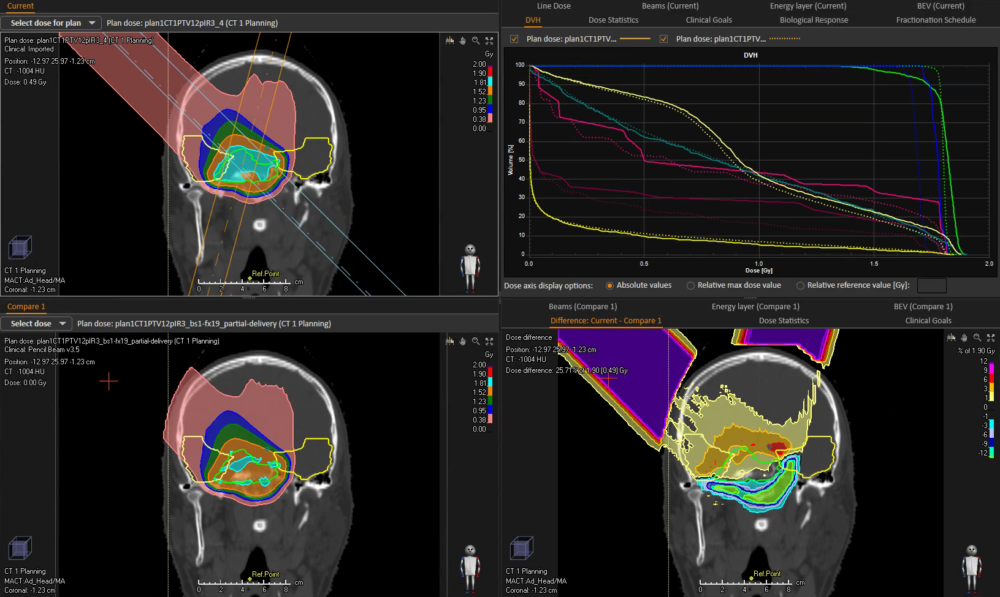 Current
Select dose for plan
Plan dose: plan1CT1PTV12pIR3_4 (CT 1 Planning)
Plan dose: plan1CT1PTV12pIR3_4 (CT 1 Planning)
Clinical: Imported
Position: -12.97 25.97 -1.23 cm
CT: -1004 HU
Dose: 0.49 Gy
Gy
2.00
1.90
1.81
1.52
1.23
0.95
0.38
0.00
CT 1 Planning
MACT:Ad_Head/MA
Coronal: -1.23 cm
Ref.Point
0 2 4 6 8 cm
Line Dose Beams (Current) Energy layer (Current) BEV (Current)
DVH Dose Statistics Clinical Goals Biological Response Fractionation Schedule
Plan dose: plan1CT1PTV... Plan dose: plan1CT1PTV...
DVH
Volume [%]
100
90
80
70
60
50
40
30
20
10
0
0.0 0.5 1.0 1.5 2.0
Dose [Gy]
Dose axis display options: Absolute values Relative max dose value Relative reference value [Gy]:
Compare 1
Select dose
Plan dose: plan1CT1PTV12pIR3_bs1-fx19_partial-delivery (CT 1 Planning)
Plan dose: plan1CT1PTV12pIR3_bs1-fx19_partial-delivery (CT 1 Planning)
Clinical: Pencil Beam v3.5
Position: -12.97 25.97 -1.23 cm
CT: -1004 HU
Dose: 0.00 Gy
Gy
2.00
1.90
1.81
1.52
1.23
0.95
0.38
0.00
CT 1 Planning
MACT:Ad_Head/MA
Coronal: -1.23 cm
Ref.Point
0 2 4 6 8 cm
Beams (Compare 1) Energy layer (Compare 1) BEV (Compare 1)
Difference: Current - Compare 1 Dose Statistics Clinical Goals
Dose difference
Position: -12.97 25.97 -1.23 cm
CT: -1004 HU
Dose difference: 25.71% of 1.90 [0.49] Gy
% of 1.90 Gy
12
9
6
3
1
0
-1
-3
-6
-9
-12
CT 1 Planning
MACT:Ad_Head/MA
Coronal: -1.23 cm
Ref.Point
0 2 4 6 8 cm